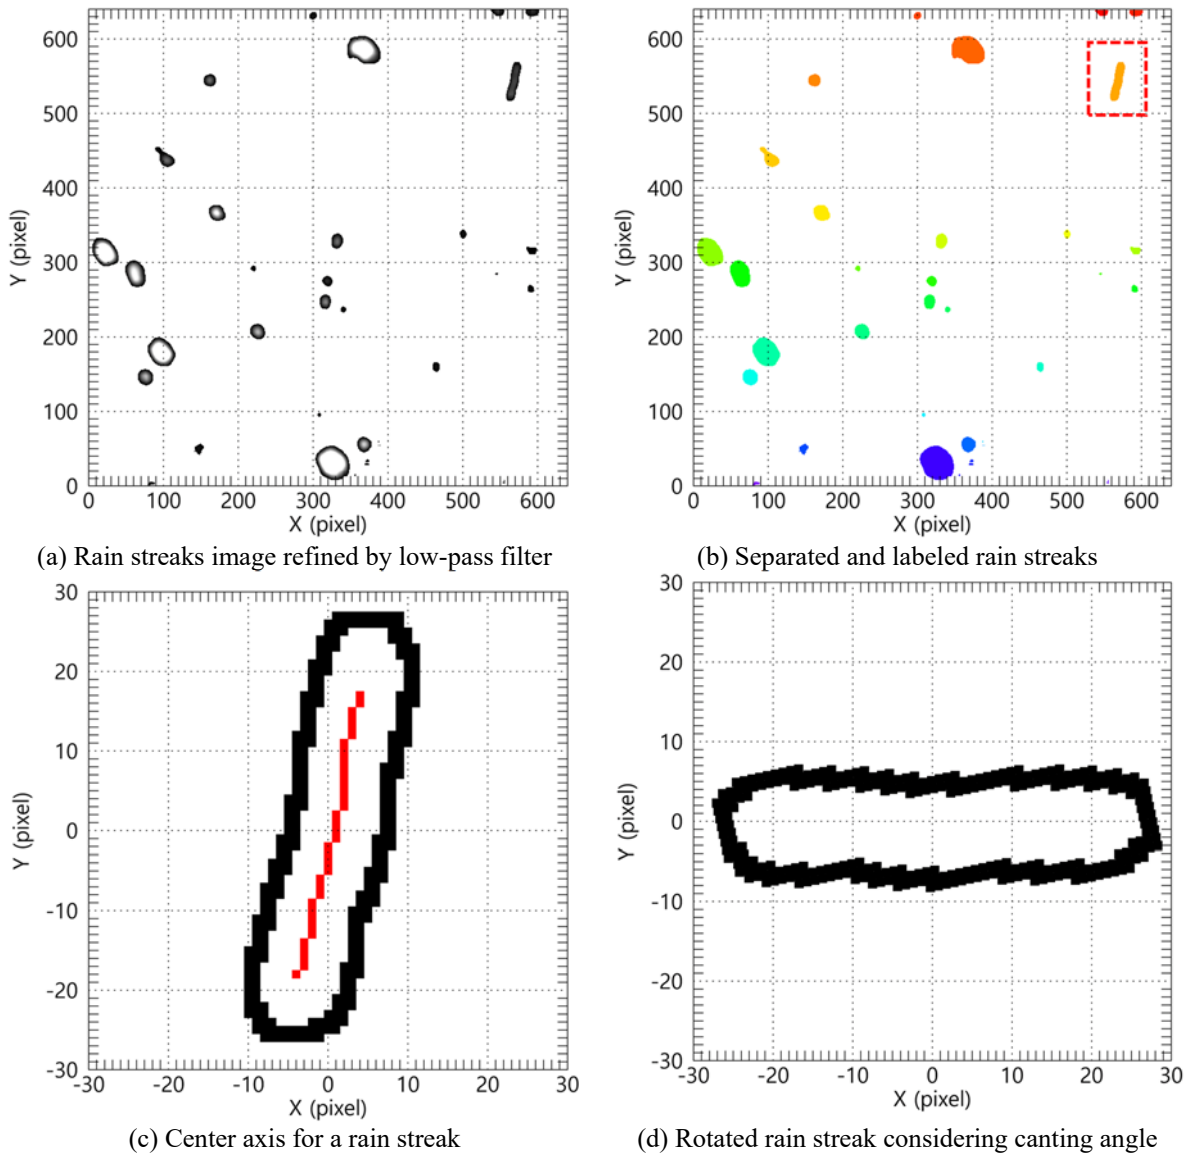 600
500
400
300
200
100
0
Y (pixel)
0 100 200 300 400 500 600
X (pixel)
600
500
400
300
200
100
0
Y (pixel)
0 100 200 300 400 500 600
X (pixel)
(a) Rain streaks image refined by low-pass filter
(b) Separated and labeled rain streaks
30
20
10
0
-10
-20
-30
Y (pixel)
-30 -20 -10 0 10 20 30
X (pixel)
30
20
10
0
-10
-20
-30
Y (pixel)
-30 -20 -10 0 10 20 30
X (pixel)
(c) Center axis for a rain streak
(d) Rotated rain streak considering canting angle